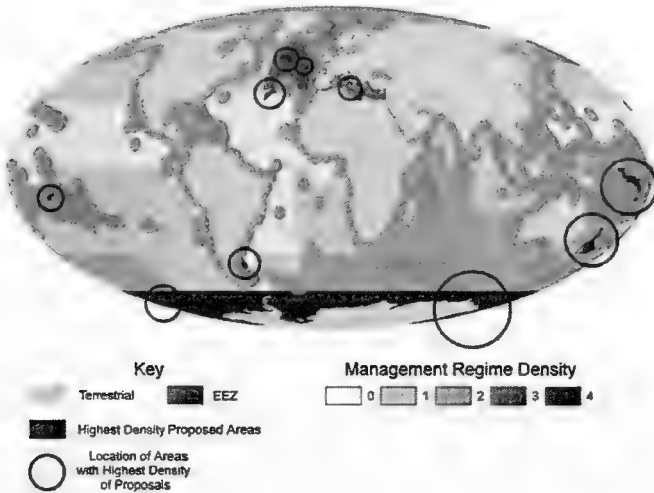 Key
Management Regime Density
Terrestrial
EEZ
0
1
2
3
4
Highest Density Proposed Areas
Location of Areas
with Highest Density
of Proposals